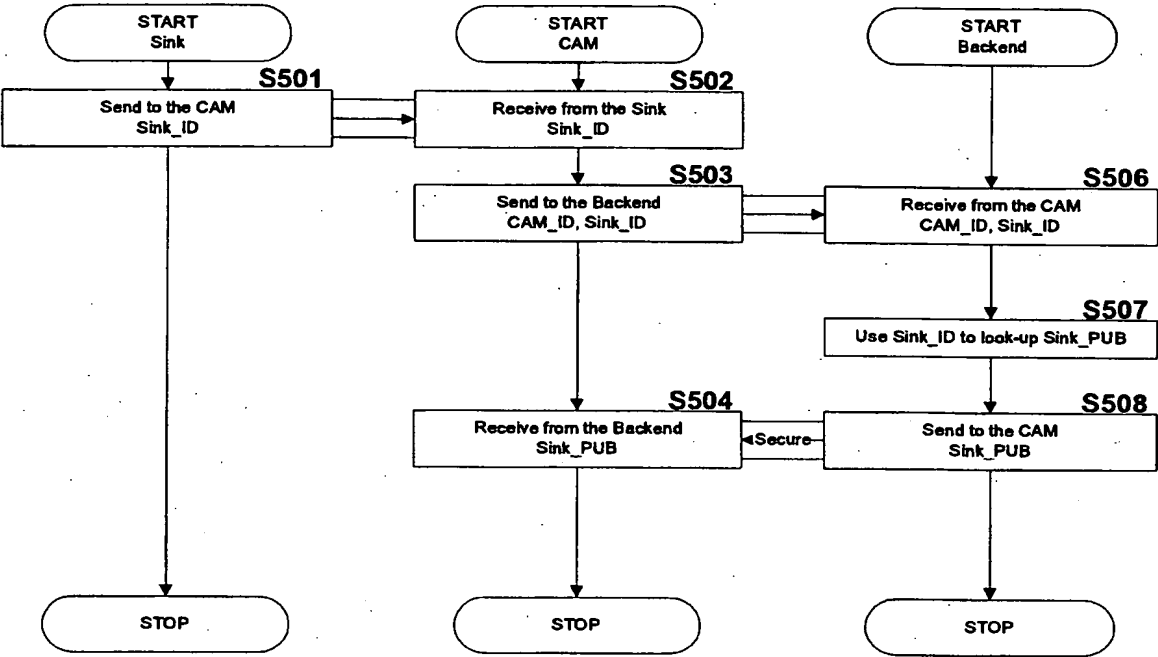 START
Sink
START
CAM
START
Backend
S501
Send to the CAM
Sink_ID
S502
Receive from the Sink
Sink_ID
S503
Send to the Backend
CAM_ID, Sink_ID
S506
Receive from the CAM
CAM_ID, Sink_ID
S507
Use Sink_ID to look-up Sink_PUB
S504
Receive from the Backend
Sink_PUB
Secure
S508
Send to the CAM
Sink_PUB
STOP
STOP
STOP